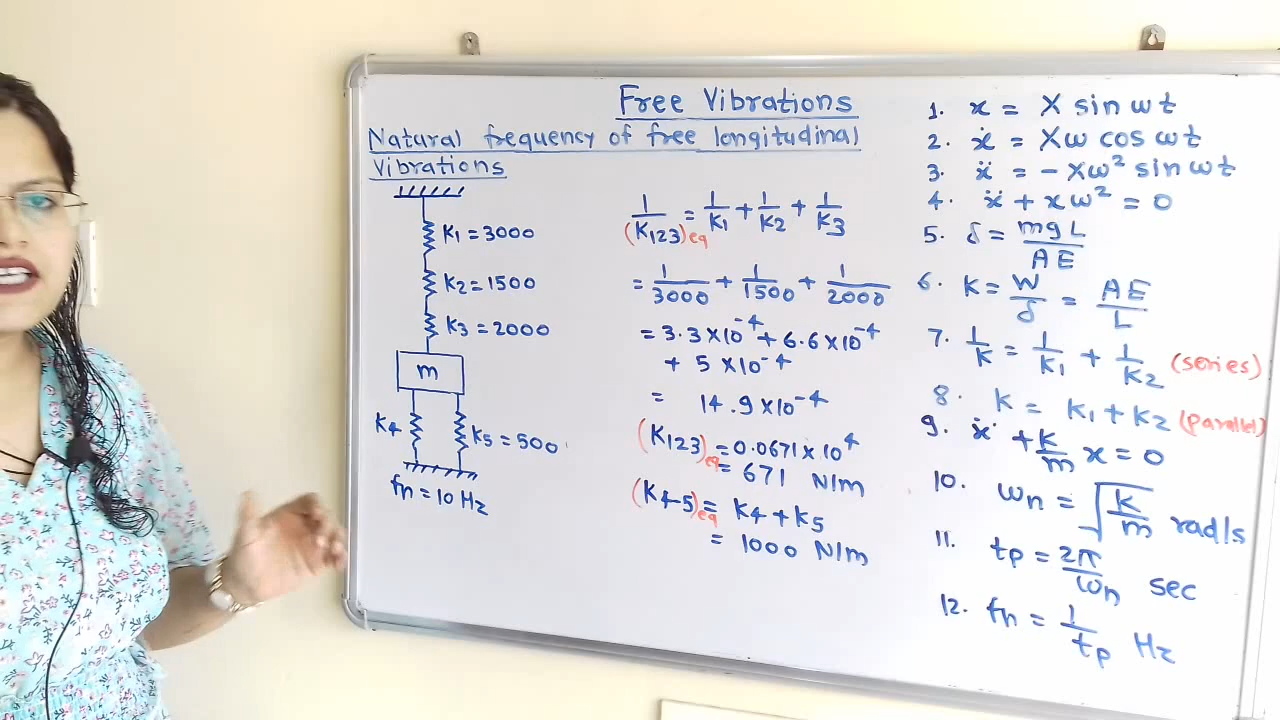 Free Vibrations
Natural frequency of free longitudinal
Vibrations
K1 = 3000
K2 = 1500
K3 = 2000
m
K4
K5 = 500
fn = 10 Hz
1/(K123)eq = 1/K1 + 1/K2 + 1/K3
= 1/3000 + 1/1500 + 1/2000
= 3.3 × 10⁻⁴ + 6.6 × 10⁻⁴
+ 5 × 10⁻⁴
= 14.9 × 10⁻⁴
(K123)eq = 0.0671 × 10⁴
= 671 N/m
(K4-5)eq = K4 + K5
= 1000 N/m
1. x = X sin ωt
2. ẋ = Xω cos ωt
3. ẍ = - Xω² sin ωt
4. ẍ + xω² = 0
5. δ = mgL/AE
6. K = W/δ = AE/L
7. 1/K = 1/K1 + 1/K2 (series)
8. K = K1 + K2 (parallel)
9. ẍ + k/m x = 0
10. ωn = √(k/m) rad/s
11. tp = 2π/ωn sec
12. fn = 1/tp Hz